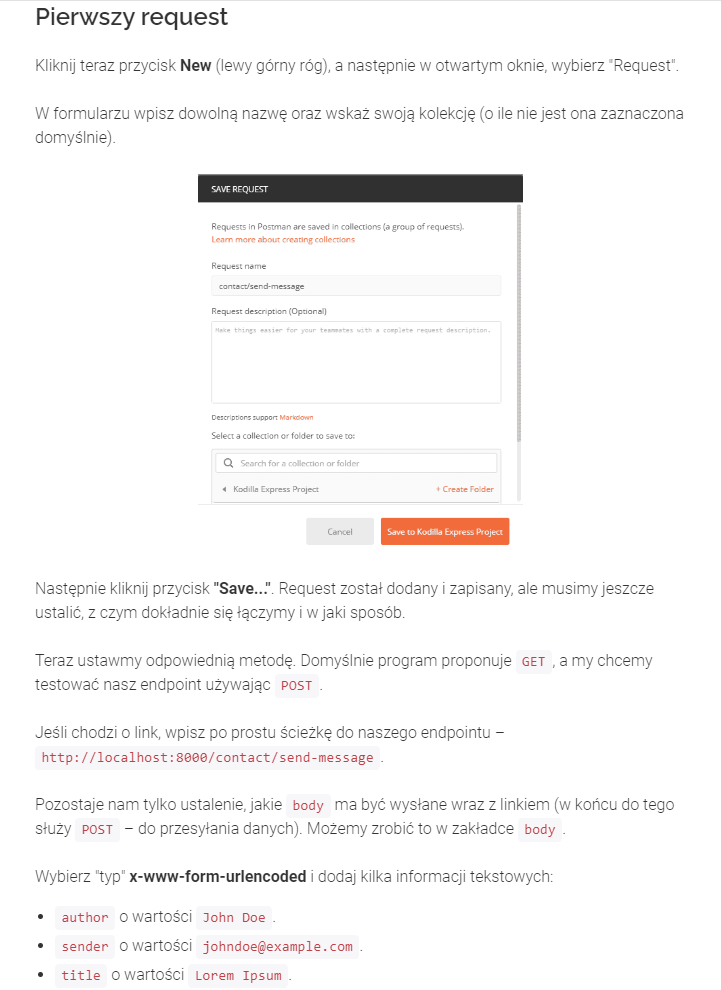 Pierwszy request
Kliknij teraz przycisk New (lewy górny róg), a następnie w otwartym oknie, wybierz "Request".
W formularzu wpisz dowolną nazwę oraz wskaż swoją kolekcję (o ile nie jest ona zaznaczona
domyślnie).
SAVE REQUEST
Requests in Postman are saved in collections (a group of requests).
Learn more about creating collections
Request name
contact/send-message
Request description (Optional)
Make things easier for your teammates with a complete request description.
Descriptions support Markdown
Select a collection or folder to save to:
Search for a collection or folder
Kodilla Express Project + Create Folder
Cancel Save to Kodilla Express Project
Następnie kliknij przycisk "Save...". Request został dodany i zapisany, ale musimy jeszcze
ustalić, z czym dokładnie się łączymy i w jaki sposób.
Teraz ustawmy odpowiednią metodę. Domyślnie program proponuje GET , a my chcemy
testować nasz endpoint używając POST .
Jeśli chodzi o link, wpisz po prostu ścieżkę do naszego endpointu –
http://localhost:8000/contact/send-message .
Pozostaje nam tylko ustalenie, jakie body ma być wysłane wraz z linkiem (w końcu do tego
służy POST – do przesyłania danych). Możemy zrobić to w zakładce body .
Wybierz "typ" x-www-form-urlencoded i dodaj kilka informacji tekstowych:
• author o wartości John Doe .
• sender o wartości johndoe@example.com .
• title o wartości Lorem Ipsum .